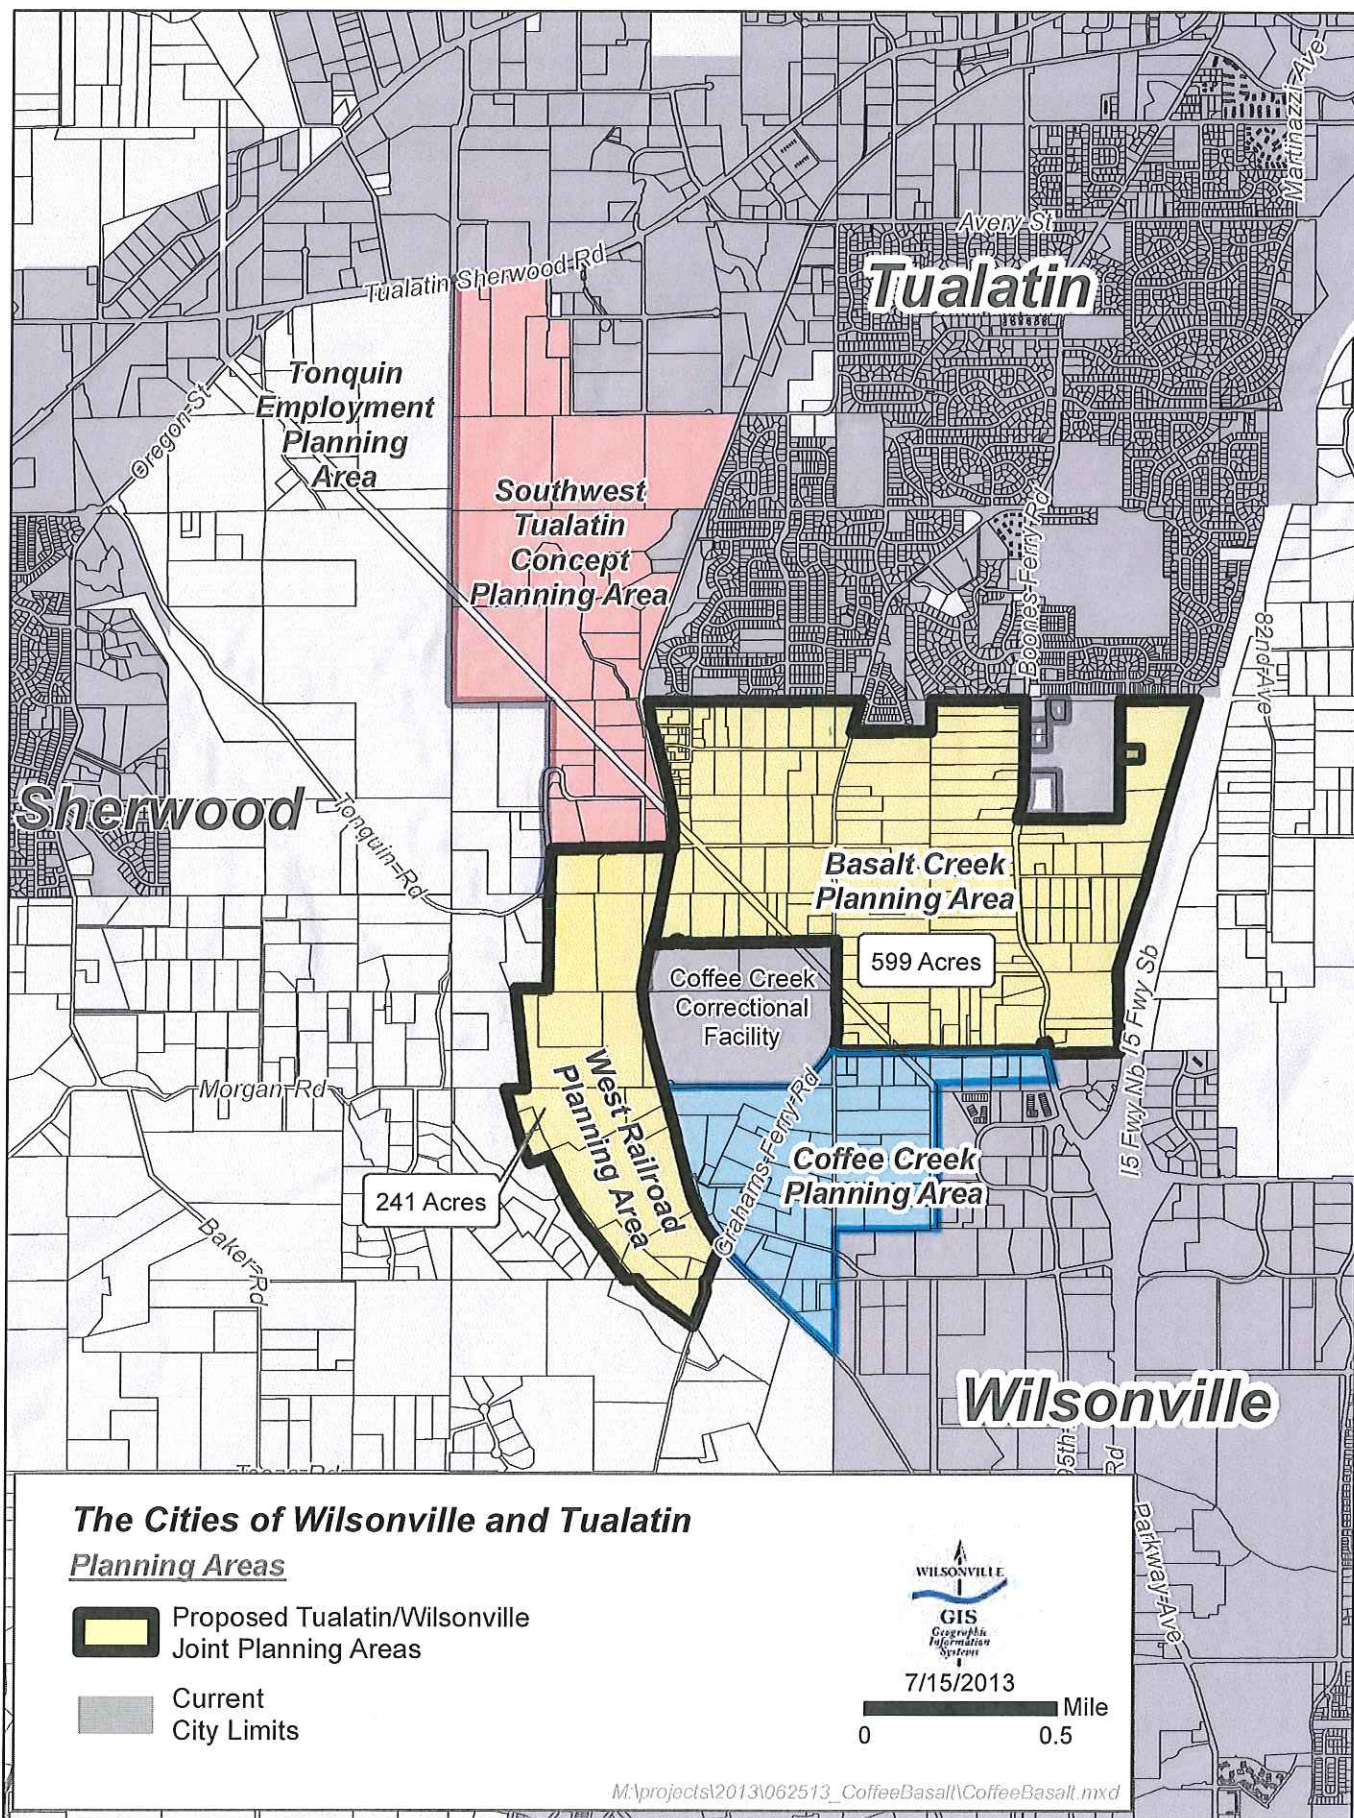 Martinazzi Ave
Avery St
Tualatin
Tualatin Sherwood Rd
Tonquin
Employment
Planning
Area
Oregon St
Southwest
Tualatin
Concept
Planning Area
Boones Ferry Rd
82nd Ave
Sherwood
Tonquin Rd
Basalt Creek
Planning Area
599 Acres
Coffee Creek
Correctional
Facility
I5 Fwy Sb
I5 Fwy Nb
West Railroad
Planning Area
Morgan Rd
Grahams Ferry Rd
Coffee Creek
Planning Area
241 Acres
Baker Rd
Wilsonville
95th
Rd
Parkway Ave
The Cities of Wilsonville and Tualatin
Planning Areas
Proposed Tualatin/Wilsonville
Joint Planning Areas
Current
City Limits
WILSONVILLE
GIS
Geographic
Information
Systems
7/15/2013
Mile
0 0.5
M:\projects\2013\062513_CoffeeBasalt\CoffeeBasalt.mxd